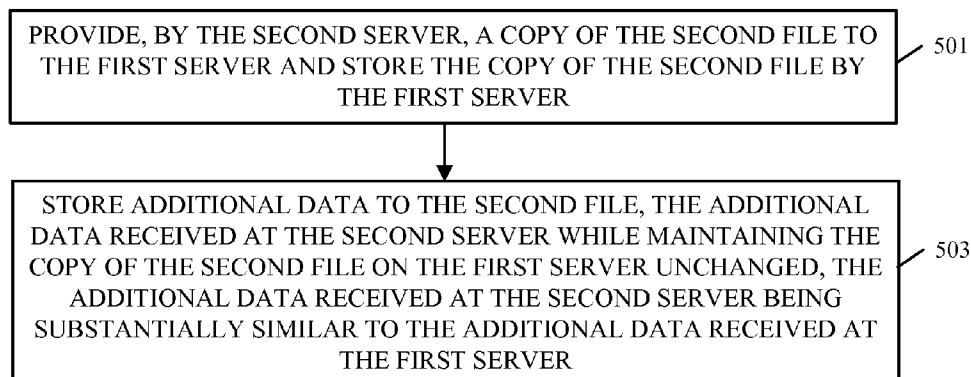 PROVIDE, BY THE SECOND SERVER, A COPY OF THE SECOND FILE TO
THE FIRST SERVER AND STORE THE COPY OF THE SECOND FILE BY
THE FIRST SERVER
501
STORE ADDITIONAL DATA TO THE SECOND FILE, THE ADDITIONAL
DATA RECEIVED AT THE SECOND SERVER WHILE MAINTAINING THE
COPY OF THE SECOND FILE ON THE FIRST SERVER UNCHANGED, THE
ADDITIONAL DATA RECEIVED AT THE SECOND SERVER BEING
SUBSTANTIALLY SIMILAR TO THE ADDITIONAL DATA RECEIVED AT
THE FIRST SERVER
503